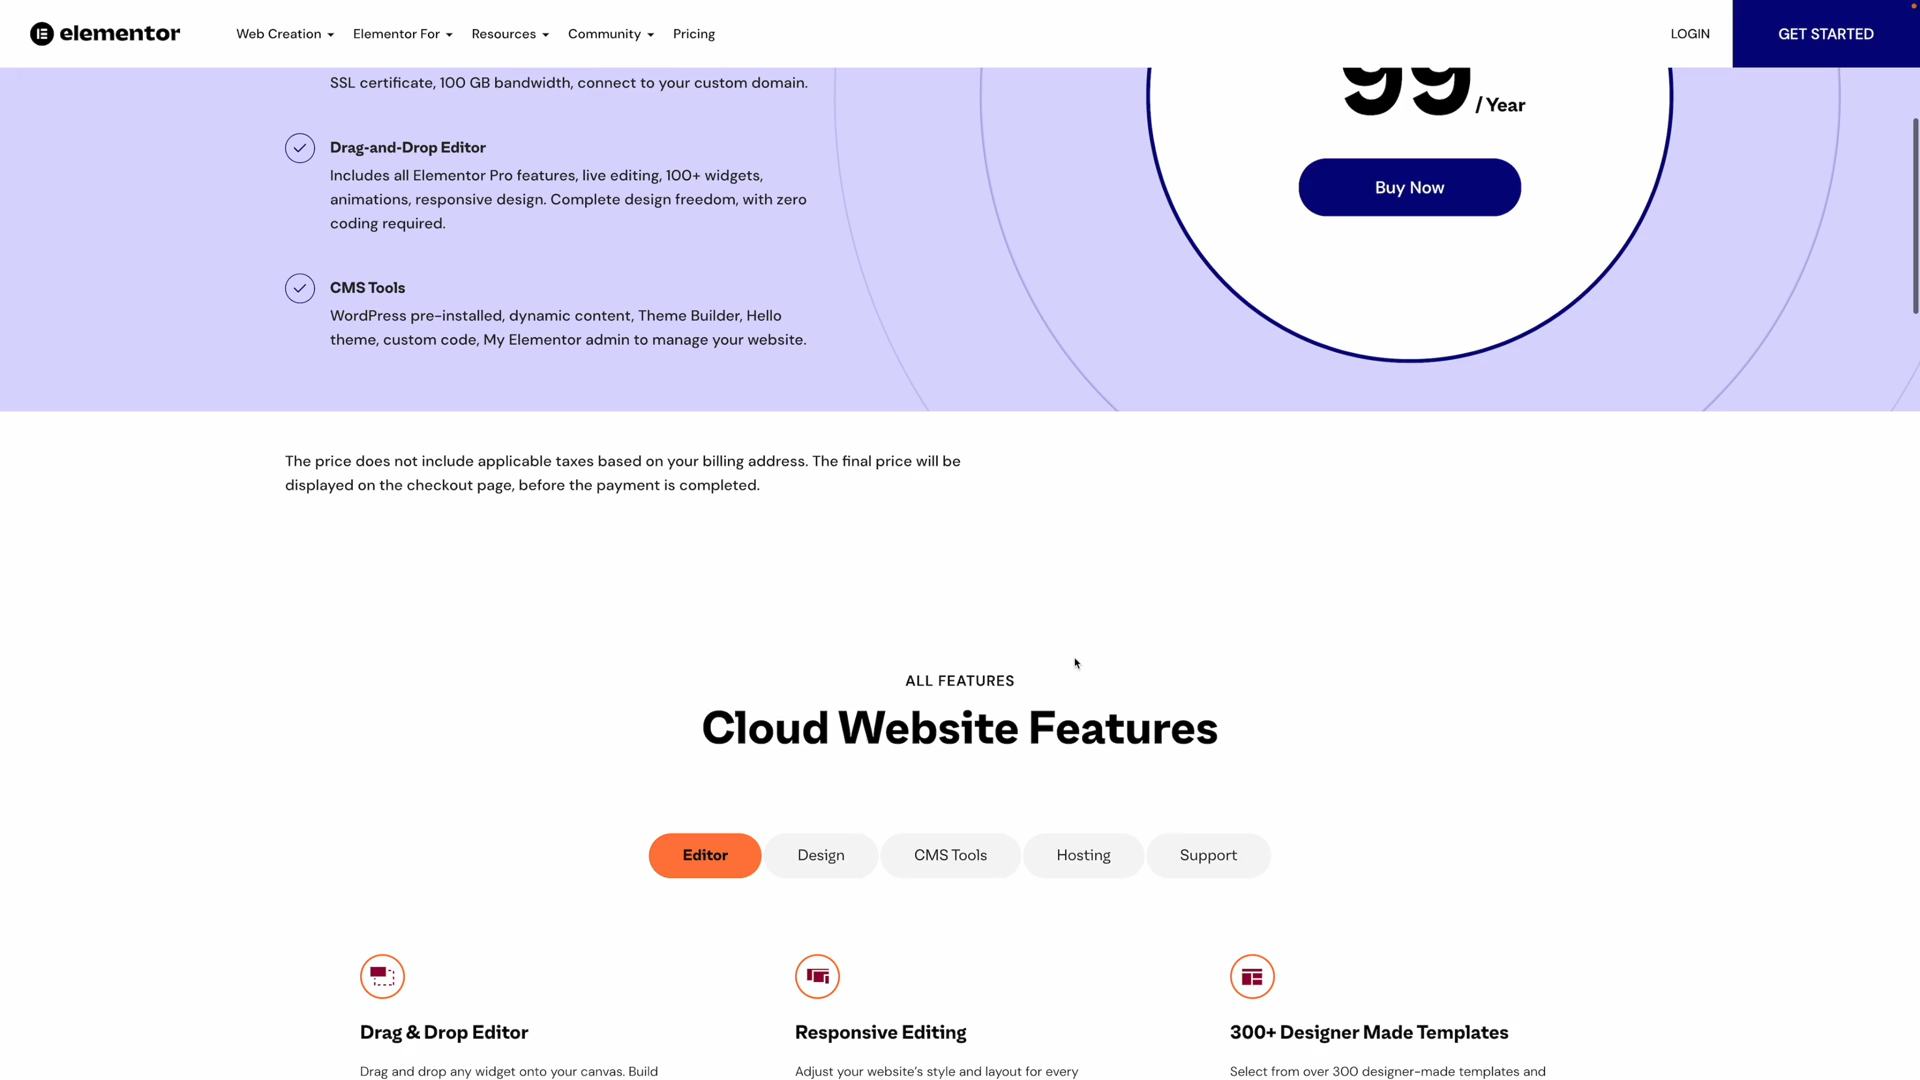 elementor
Web Creation
Elementor For
Resources
Community
Pricing
LOGIN
GET STARTED
SSL certificate, 100 GB bandwidth, connect to your custom domain.
99
/ Year
Drag-and-Drop Editor
Includes all Elementor Pro features, live editing, 100+ widgets,
animations, responsive design. Complete design freedom, with zero
coding required.
Buy Now
CMS Tools
WordPress pre-installed, dynamic content, Theme Builder, Hello
theme, custom code, My Elementor admin to manage your website.
The price does not include applicable taxes based on your billing address. The final price will be
displayed on the checkout page, before the payment is completed.
ALL FEATURES
Cloud Website Features
Editor
Design
CMS Tools
Hosting
Support
Drag & Drop Editor
Drag and drop any widget onto your canvas. Build
Responsive Editing
Adjust your website's style and layout for every
300+ Designer Made Templates
Select from over 300 designer-made templates and